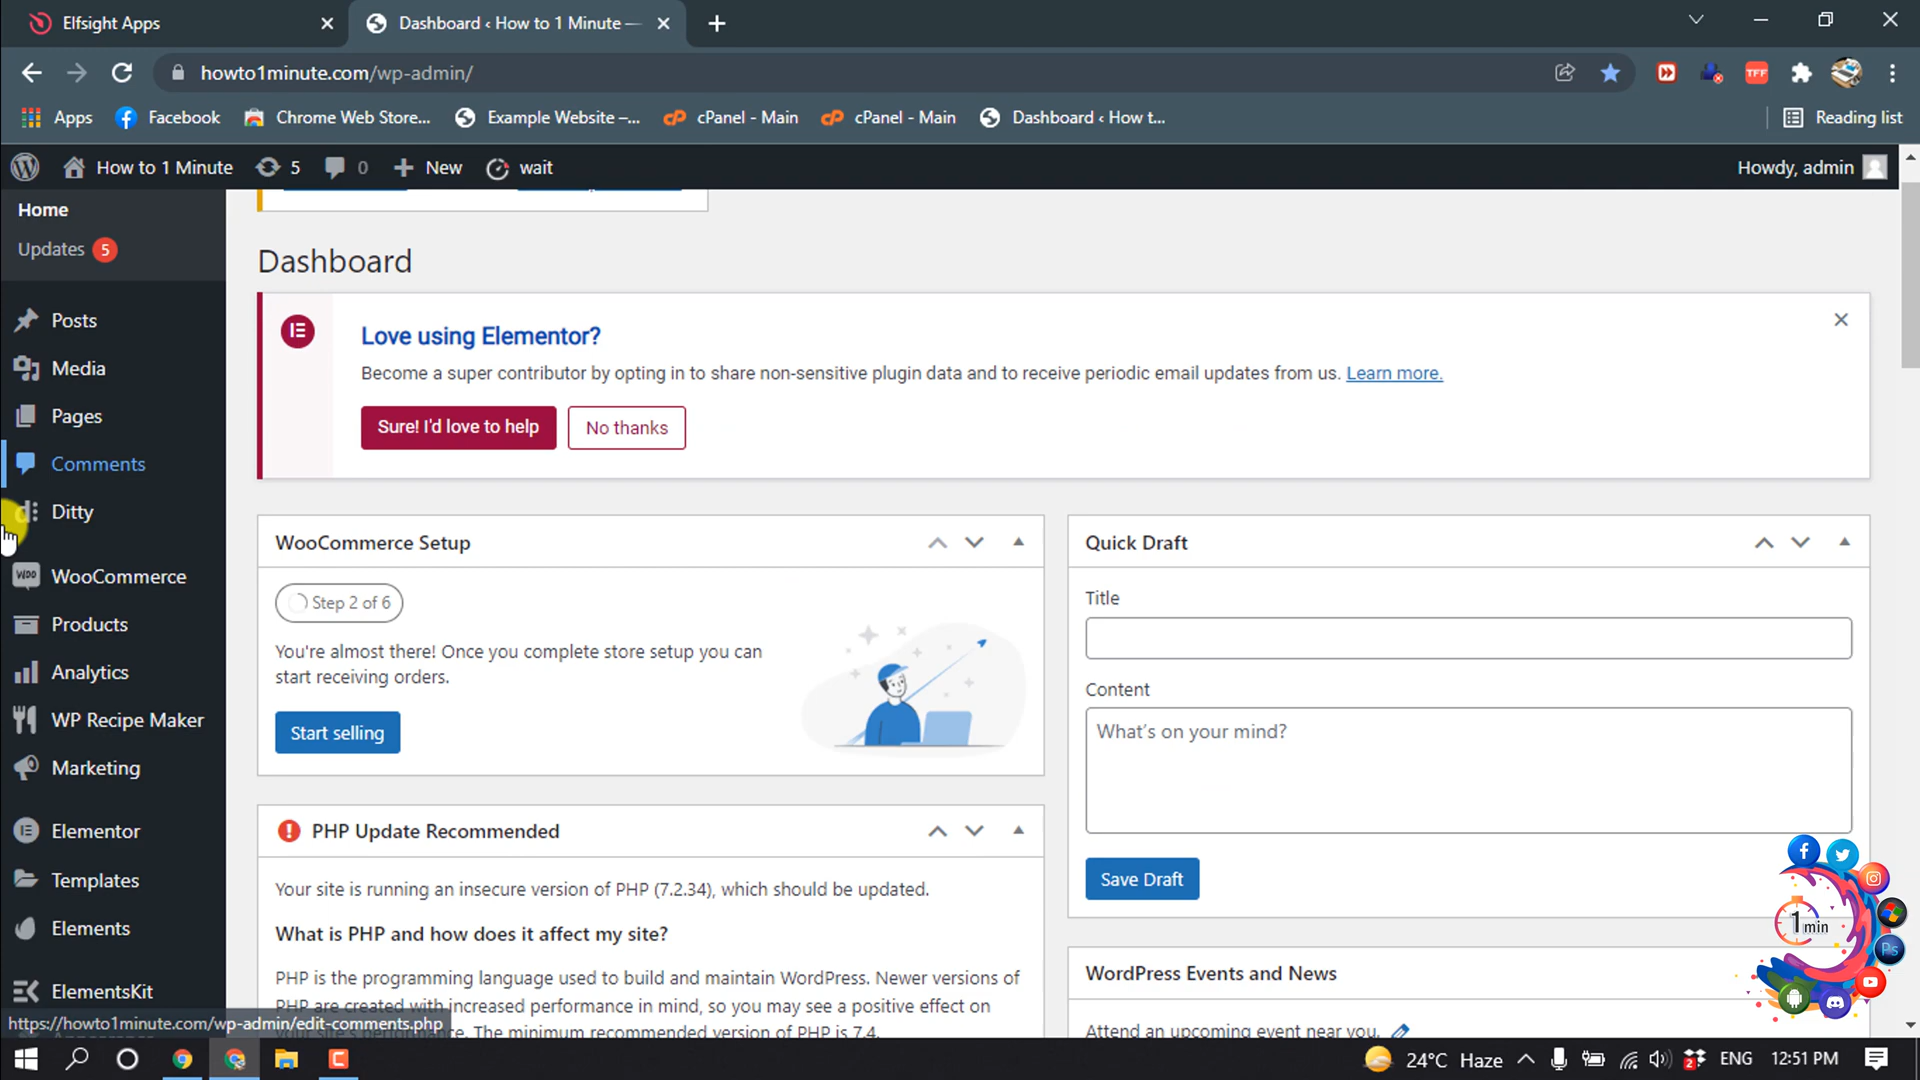 Elfsight Apps
Dashboard ‹ How to 1 Minute —
howto1minute.com/wp-admin/
TFF
Apps
Facebook
Chrome Web Store...
Example Website –...
cPanel - Main
cPanel - Main
Dashboard ‹ How t...
Reading list
How to 1 Minute
5
0
New
wait
Howdy, admin
Home
Updates 5
Posts
Media
Pages
Comments
Ditty
WooCommerce
Products
Analytics
WP Recipe Maker
Marketing
Elementor
Templates
Elements
ElementsKit
https://howto1minute.com/wp-admin/edit-comments.php
Dashboard
Love using Elementor?
Become a super contributor by opting in to share non-sensitive plugin data and to receive periodic email updates from us. Learn more.
Sure! I'd love to help
No thanks
WooCommerce Setup
Step 2 of 6
You're almost there! Once you complete store setup you can
start receiving orders.
Start selling
PHP Update Recommended
Your site is running an insecure version of PHP (7.2.34), which should be updated.
What is PHP and how does it affect my site?
PHP is the programming language used to build and maintain WordPress. Newer versions of
PHP are created with increased performance in mind, so you may see a positive effect on
your site's performance. The minimum recommended version of PHP is 7.4.
Quick Draft
Title
Content
What's on your mind?
Save Draft
WordPress Events and News
Attend an upcoming event near you.
1 min
Ps
24°C Haze
2
ENG
12:51 PM